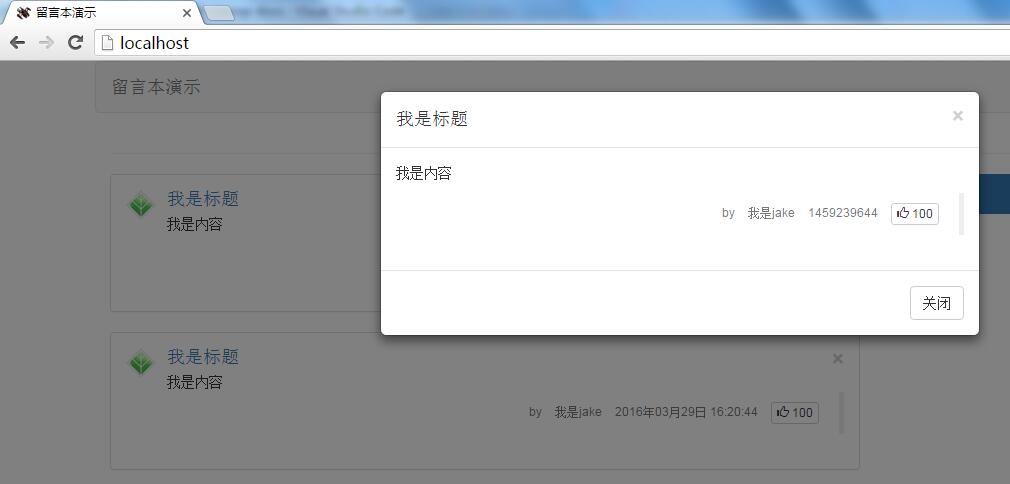 留言本演示
localhost
留言本演示
我是标题
我是内容
by 我是jake 1459239644 100
关闭
我是标题
我是内容
我是标题
我是内容
by 我是jake 2016年03月29日 16:20:44 100